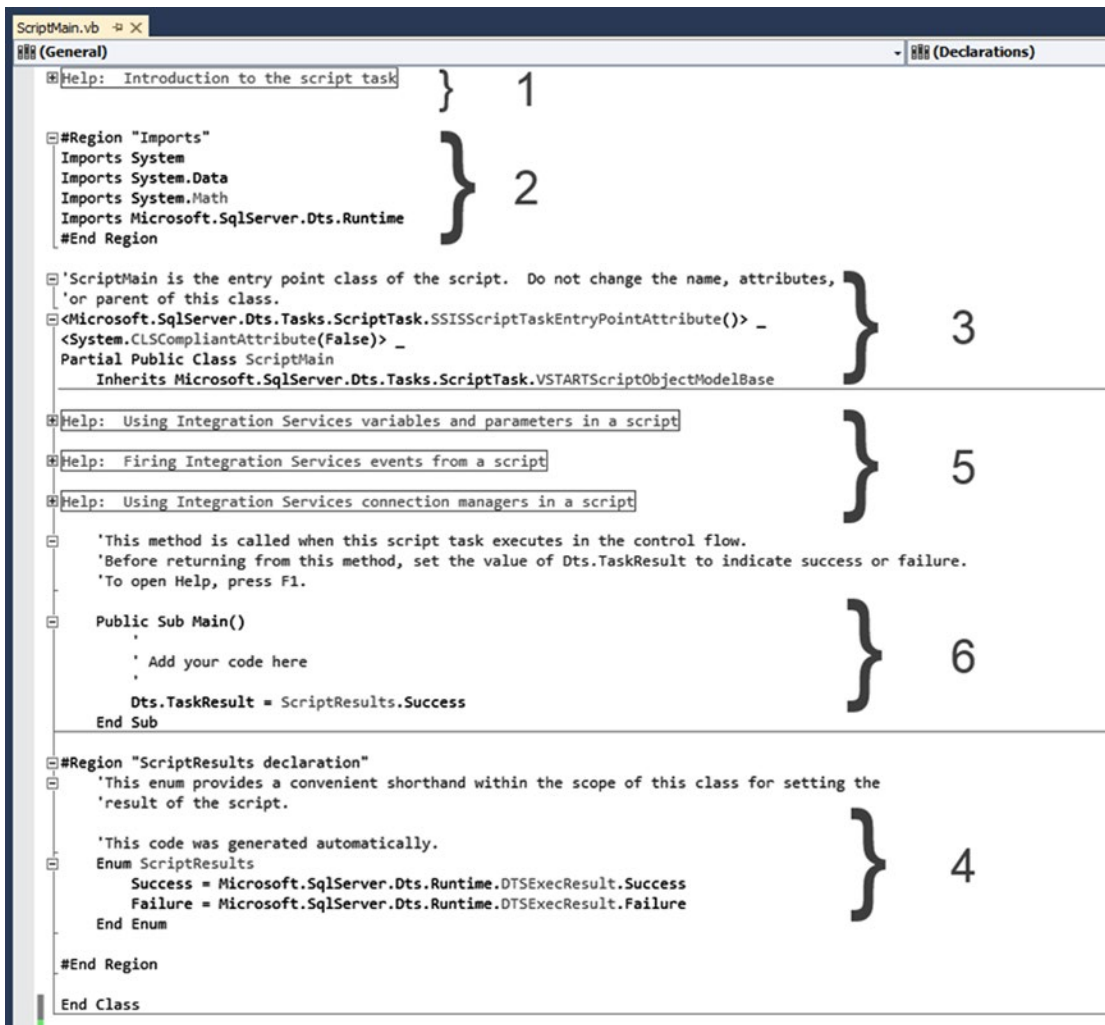 ScriptMain.vb
(General) (Declarations)
Help:  Introduction to the script task
1
#Region "Imports"
Imports System
Imports System.Data
Imports System.Math
Imports Microsoft.SqlServer.Dts.Runtime
#End Region
2
'ScriptMain is the entry point class of the script.  Do not change the name, attributes,
'or parent of this class.
<Microsoft.SqlServer.Dts.Tasks.ScriptTask.SSISScriptTaskEntryPointAttribute()> _
<System.CLSCompliantAttribute(False)> _
Partial Public Class ScriptMain
    Inherits Microsoft.SqlServer.Dts.Tasks.ScriptTask.VSTARTScriptObjectModelBase
3
Help:  Using Integration Services variables and parameters in a script
Help:  Firing Integration Services events from a script
Help:  Using Integration Services connection managers in a script
5
    'This method is called when this script task executes in the control flow.
    'Before returning from this method, set the value of Dts.TaskResult to indicate success or failure.
    'To open Help, press F1.
    Public Sub Main()
        '
        ' Add your code here
        '
        Dts.TaskResult = ScriptResults.Success
    End Sub
6
#Region "ScriptResults declaration"
    'This enum provides a convenient shorthand within the scope of this class for setting the
    'result of the script.
    'This code was generated automatically.
    Enum ScriptResults
        Success = Microsoft.SqlServer.Dts.Runtime.DTSExecResult.Success
        Failure = Microsoft.SqlServer.Dts.Runtime.DTSExecResult.Failure
    End Enum
4
#End Region
End Class